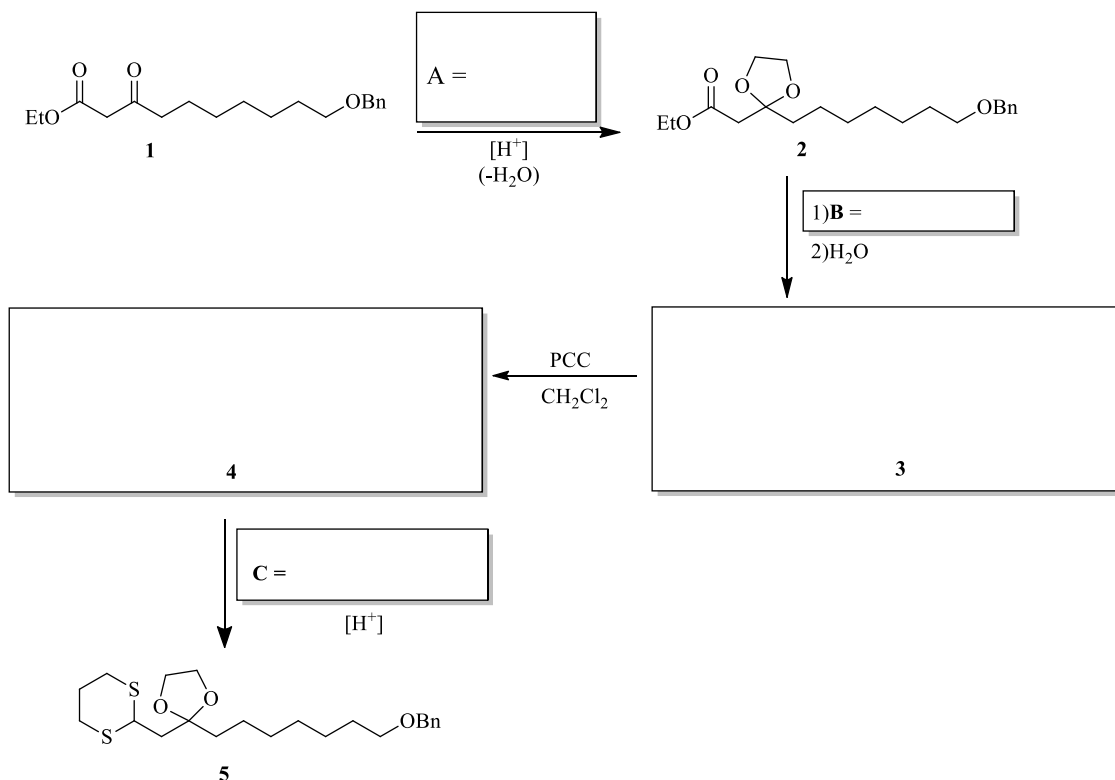 O O
EtO
OBn
1
A =
[H⁺]
(-H₂O)
O O
O
EtO
OBn
2
1)B =
2)H₂O
3
PCC
CH₂Cl₂
4
C =
[H⁺]
S
S
O O
OBn
5